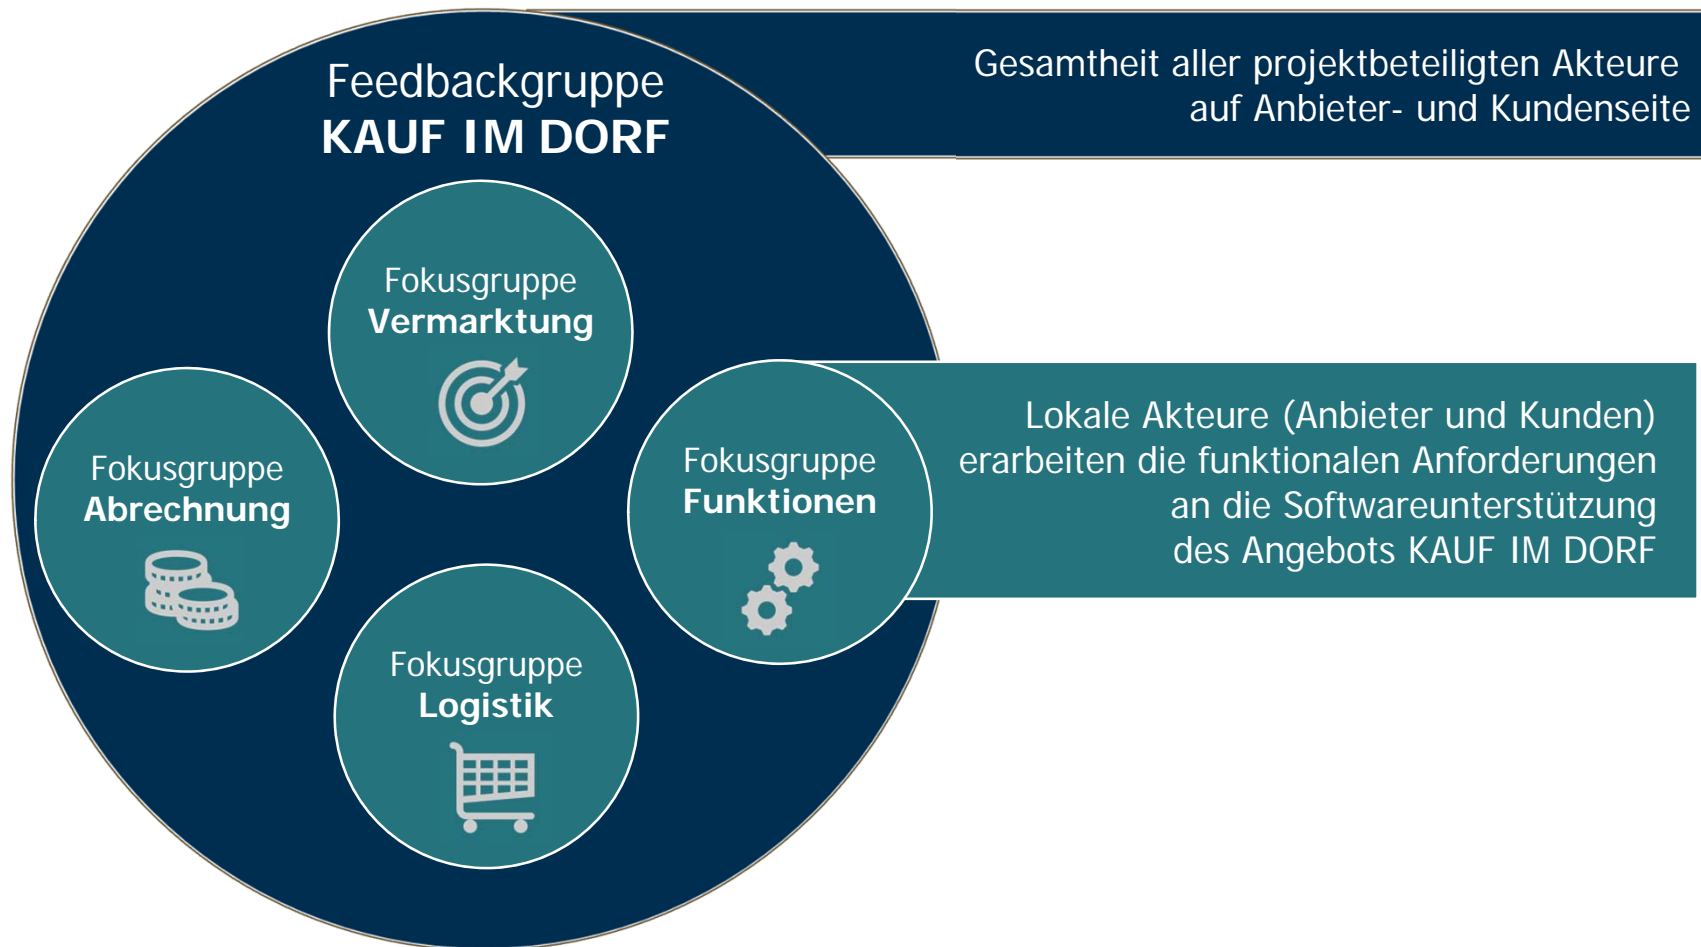 Feedbackgruppe
KAUF IM DORF
Gesamtheit aller projektbeteiligten Akteure
auf Anbieter- und Kundenseite
Fokusgruppe
Vermarktung
Fokusgruppe
Abrechnung
Fokusgruppe
Funktionen
Lokale Akteure (Anbieter und Kunden)
erarbeiten die funktionalen Anforderungen
an die Softwareunterstützung
des Angebots KAUF IM DORF
Fokusgruppe
Logistik